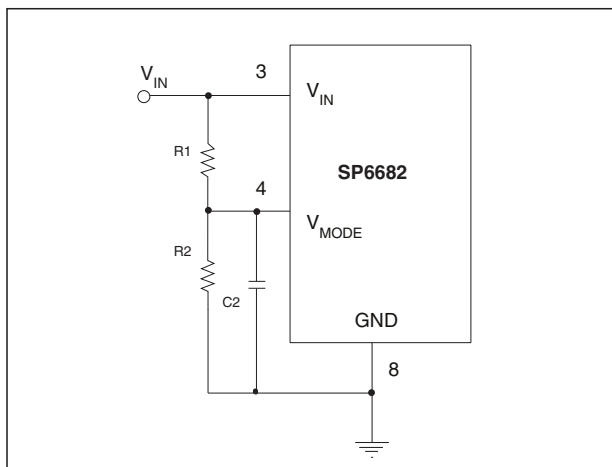 V_IN
3
V_IN
R1
SP6682
4
V_MODE
R2
C2
GND
8